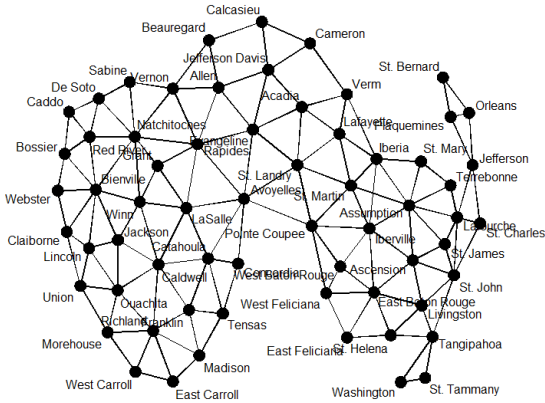 Calcasieu
Beauregard
Cameron
Jefferson Davis
St. Bernard
Sabine
Vernon
Allen
Verm
De Soto
Acadia
Caddo
Orleans
Natchitoches
Lafayette
Plaquemines
Evangeline
Bossier
Red River
Grant
Rapides
Iberia
St. Mary
Jefferson
Bienville
St. Landry
Terrebonne
Avoyelles
St. Martin
Webster
Winn
LaSalle
Assumption
Lafourche
St. Charles
Claiborne
Jackson
Pointe Coupee
Iberville
Lincoln
Catahoula
St. James
Caldwell
Concordia
West Baton Rouge
Ascension
St. John
Union
Ouachita
West Feliciana
East Baton Rouge
Richland
Franklin
Tensas
Livingston
Morehouse
East Feliciana
St. Helena
Tangipahoa
Madison
West Carroll
East Carroll
Washington
St. Tammany